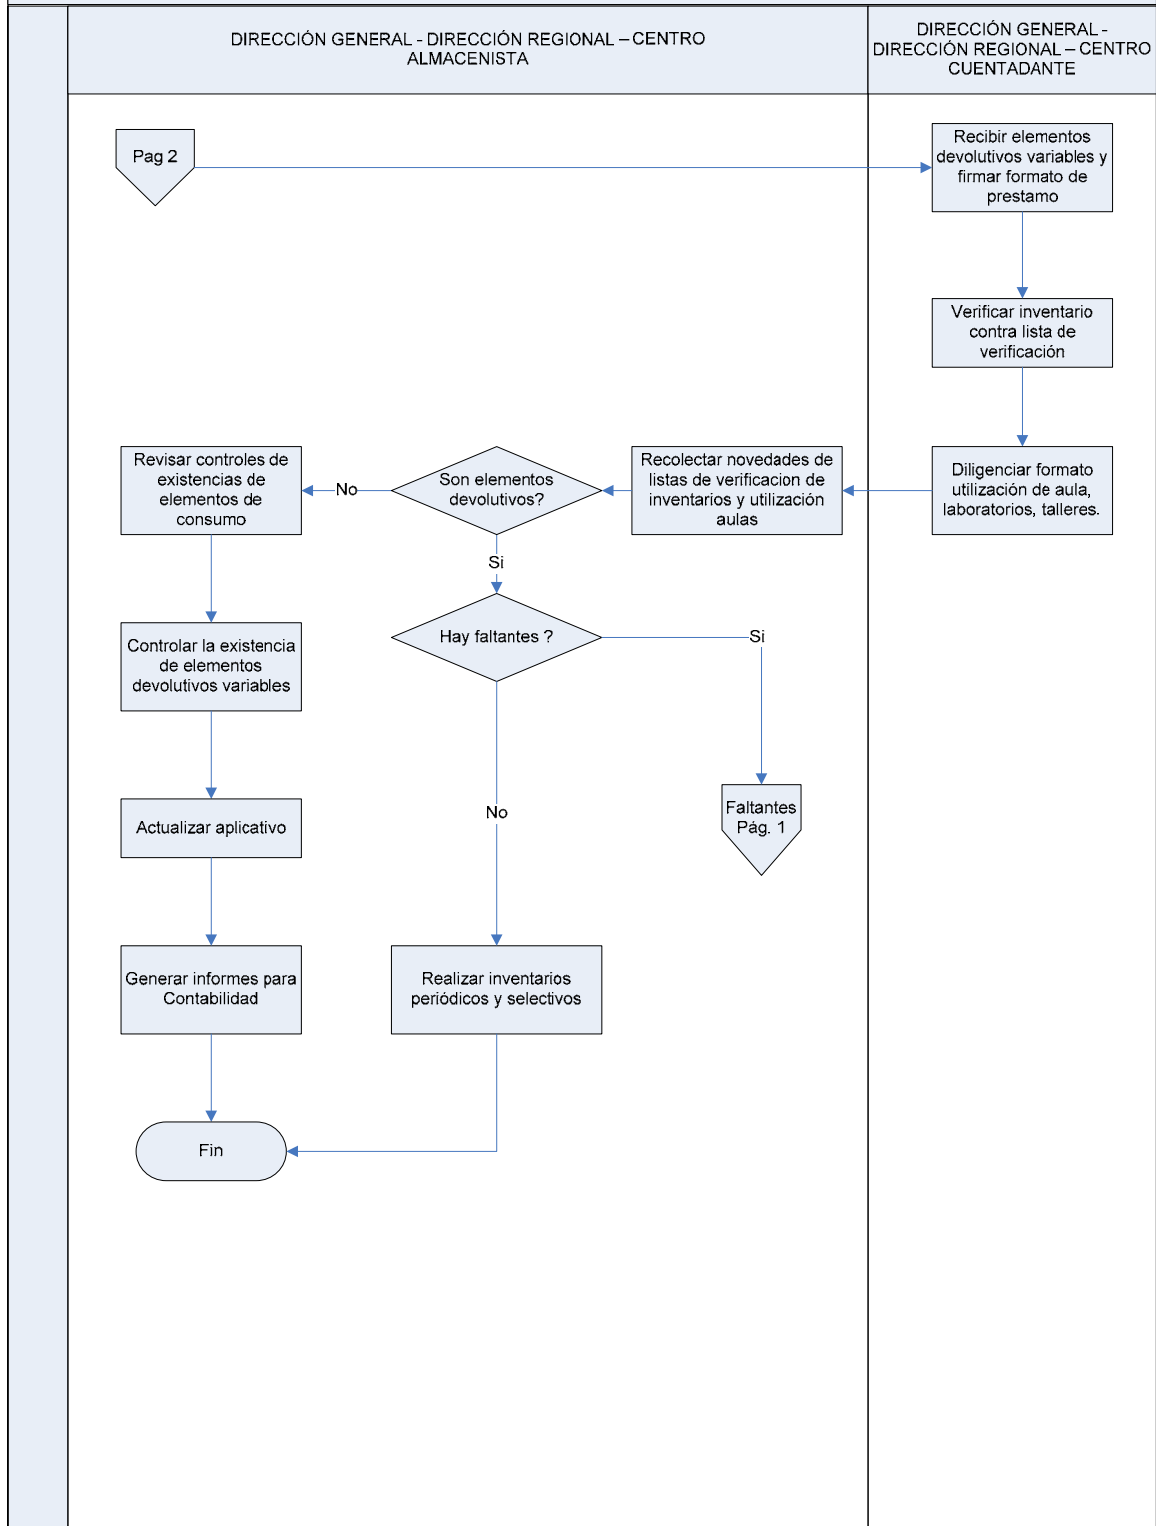 DIRECCIÓN GENERAL - DIRECCIÓN REGIONAL – CENTRO
ALMACENISTA
DIRECCIÓN GENERAL -
DIRECCIÓN REGIONAL – CENTRO
CUENTADANTE
Pag 2
Recibir elementos
devolutivos variables y
firmar formato de
prestamo
Verificar inventario
contra lista de
verificación
Diligenciar formato
utilización de aula,
laboratorios, talleres.
Recolectar novedades de
listas de verificacion de
inventarios y utilización
aulas
Son elementos
devolutivos?
No
Revisar controles de
existencias de
elementos de
consumo
Si
Hay faltantes ?
Si
Controlar la existencia
de elementos
devolutivos variables
Faltantes
Pág. 1
No
Actualizar aplicativo
Generar informes para
Contabilidad
Realizar inventarios
periódicos y selectivos
Fin